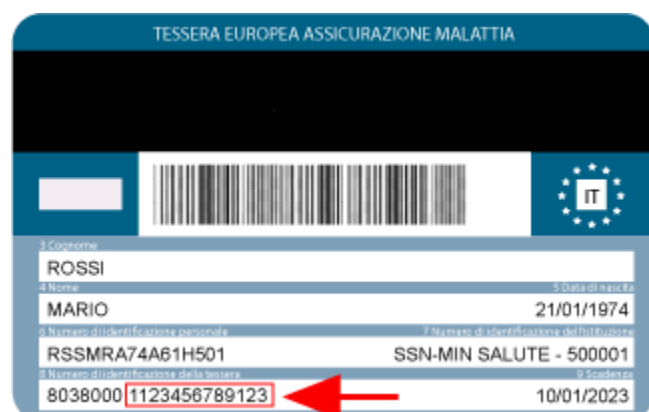 TESSERA EUROPEA ASSICURAZIONE MALATTIA
IT
3 Cognome
ROSSI
4 Nome 5 Data di nascita
MARIO 21/01/1974
6 Numero di identificazione personale 7 Numero di identificazione dell'istituzione
RSSMRA74A61H501 SSN-MIN SALUTE - 500001
8 Numero di identificazione della tessera 9 Scadenza
8038000 1123456789123 10/01/2023